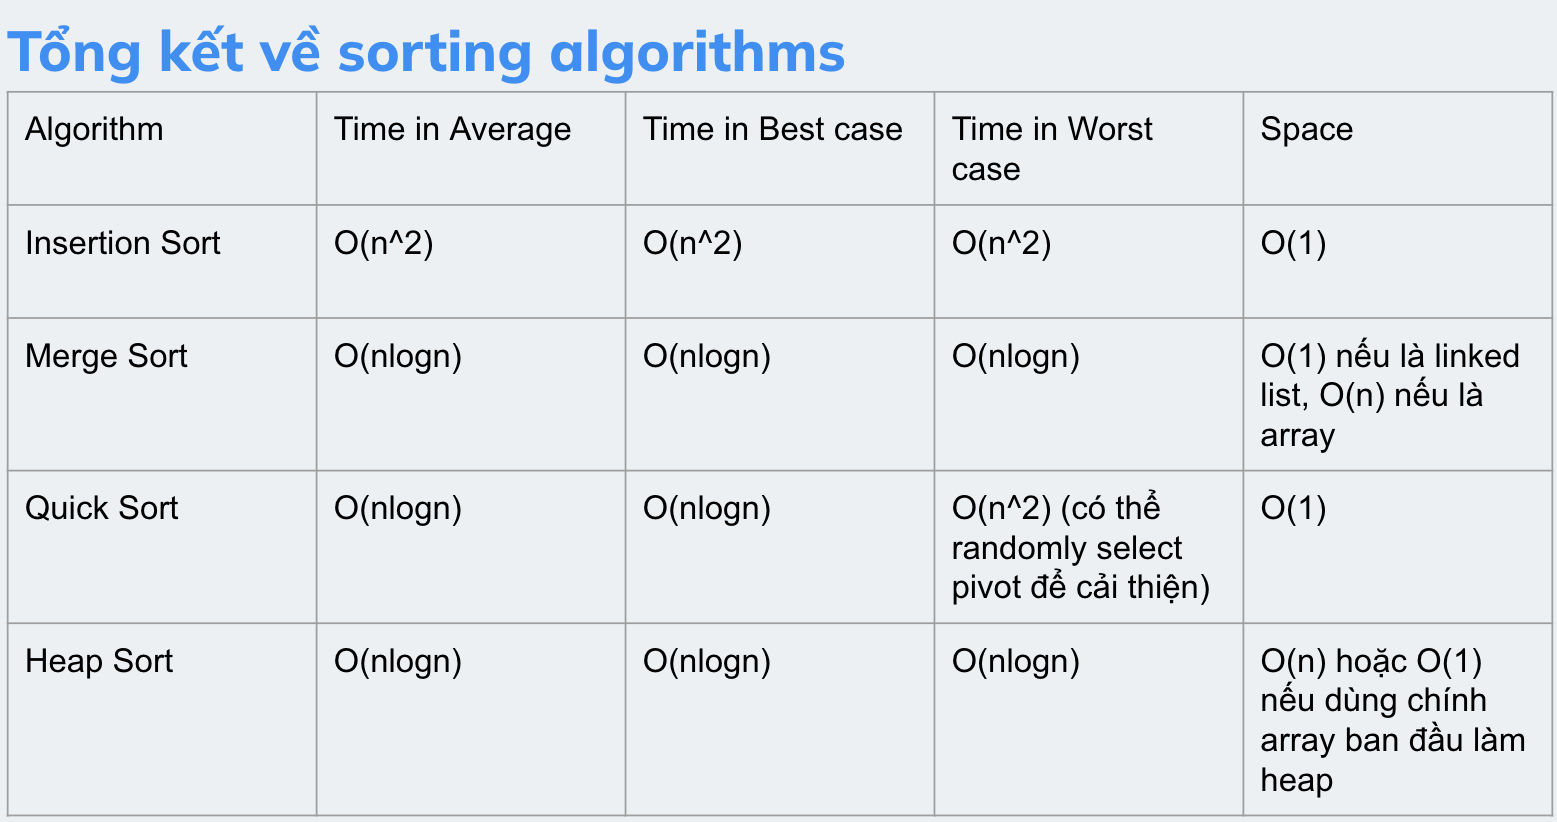 Tổng kết về sorting algorithms
Algorithm
Time in Average
Time in Best case
Time in Worst
case
Space
Insertion Sort
O(n^2)
O(n^2)
O(n^2)
O(1)
Merge Sort
O(nlogn)
O(nlogn)
O(nlogn)
O(1) nếu là linked
list, O(n) nếu là
array
Quick Sort
O(nlogn)
O(nlogn)
O(n^2) (có thể
randomly select
pivot để cải thiện)
O(1)
Heap Sort
O(nlogn)
O(nlogn)
O(nlogn)
O(n) hoặc O(1)
nếu dùng chính
array ban đầu làm
heap